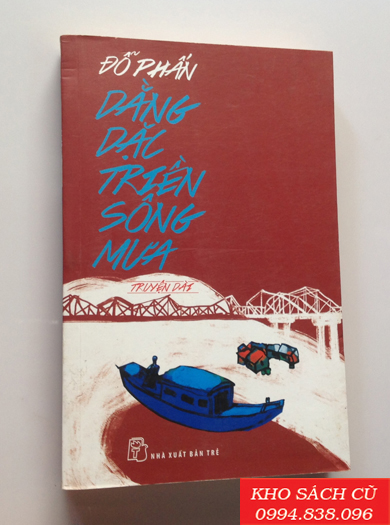 ĐỖ PHẤN
DẰNG
DẶC
TRIỀN
SÔNG
MƯA
TRUYỆN DÀI
NHÀ XUẤT BẢN TRẺ
KHO SÁCH CŨ
0994.838.096